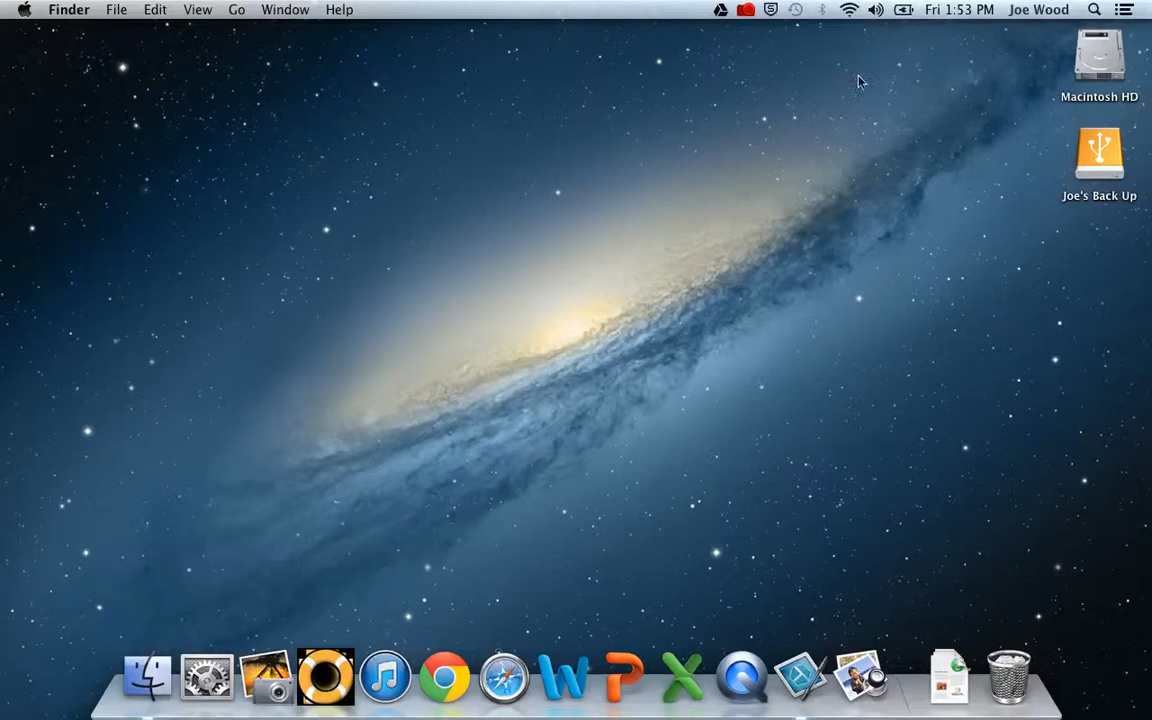 Finder File Edit View Go Window Help Fri 1:53 PM Joe Wood
Macintosh HD
Joe's Back Up